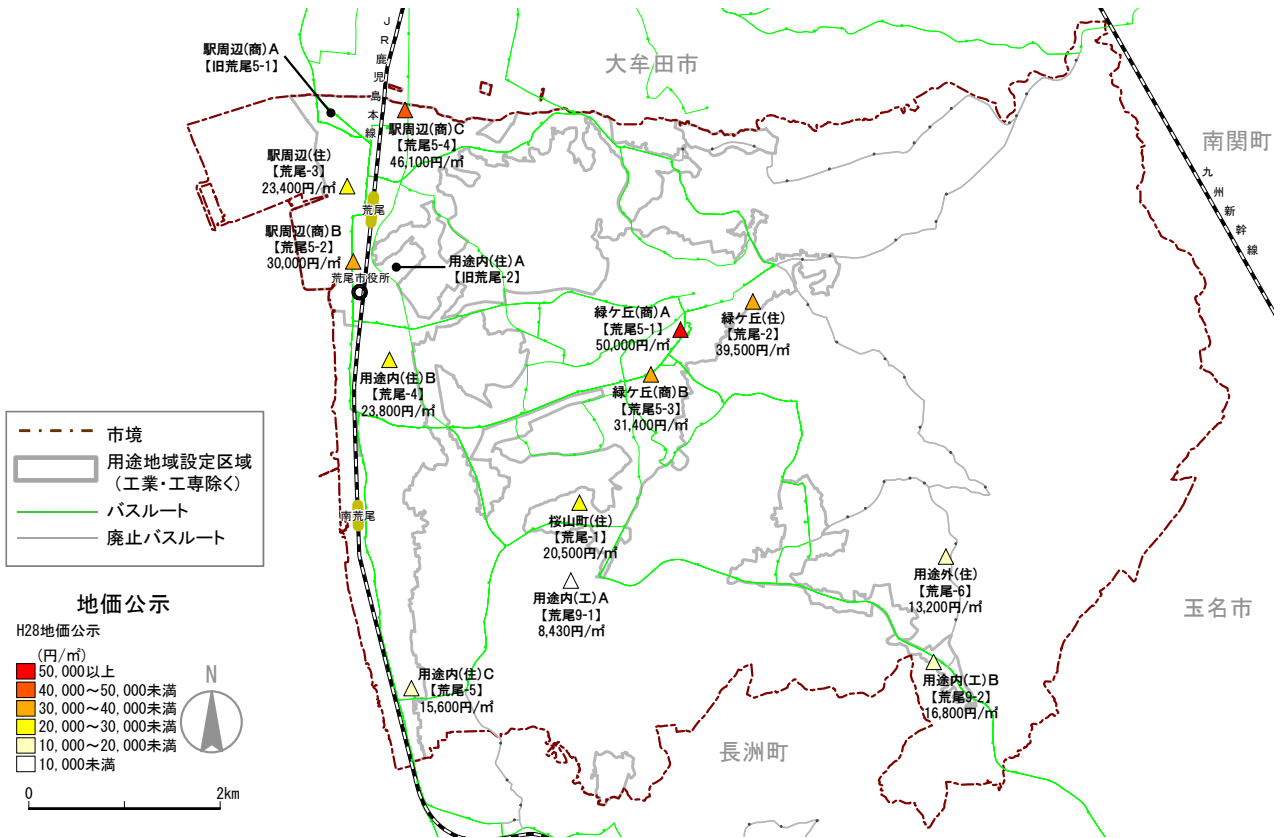 大牟田市
南関町
玉名市
長洲町
JR鹿児島本線
九州新幹線
駅周辺(商)A
【旧荒尾5-1】
駅周辺(商)C
【荒尾5-4】
46,100円/㎡
駅周辺(住)
【荒尾-3】
23,400円/㎡
荒尾
駅周辺(商)B
【荒尾5-2】
30,000円/㎡
荒尾市役所
用途内(住)A
【旧荒尾-2】
緑ケ丘(商)A
【荒尾5-1】
50,000円/㎡
緑ケ丘(住)
【荒尾-2】
39,500円/㎡
用途内(住)B
【荒尾-4】
23,800円/㎡
緑ケ丘(商)B
【荒尾5-3】
31,400円/㎡
南荒尾
桜山町(住)
【荒尾-1】
20,500円/㎡
用途内(工)A
【荒尾9-1】
8,430円/㎡
用途外(住)
【荒尾-6】
13,200円/㎡
用途内(工)B
【荒尾9-2】
16,800円/㎡
用途内(住)C
【荒尾-5】
15,600円/㎡
市境
用途地域設定区域
(工業・工専除く)
バスルート
廃止バスルート
地価公示
H28地価公示
(円/㎡)
50,000以上
40,000～50,000未満
30,000～40,000未満
20,000～30,000未満
10,000～20,000未満
10,000未満
N
0
2km